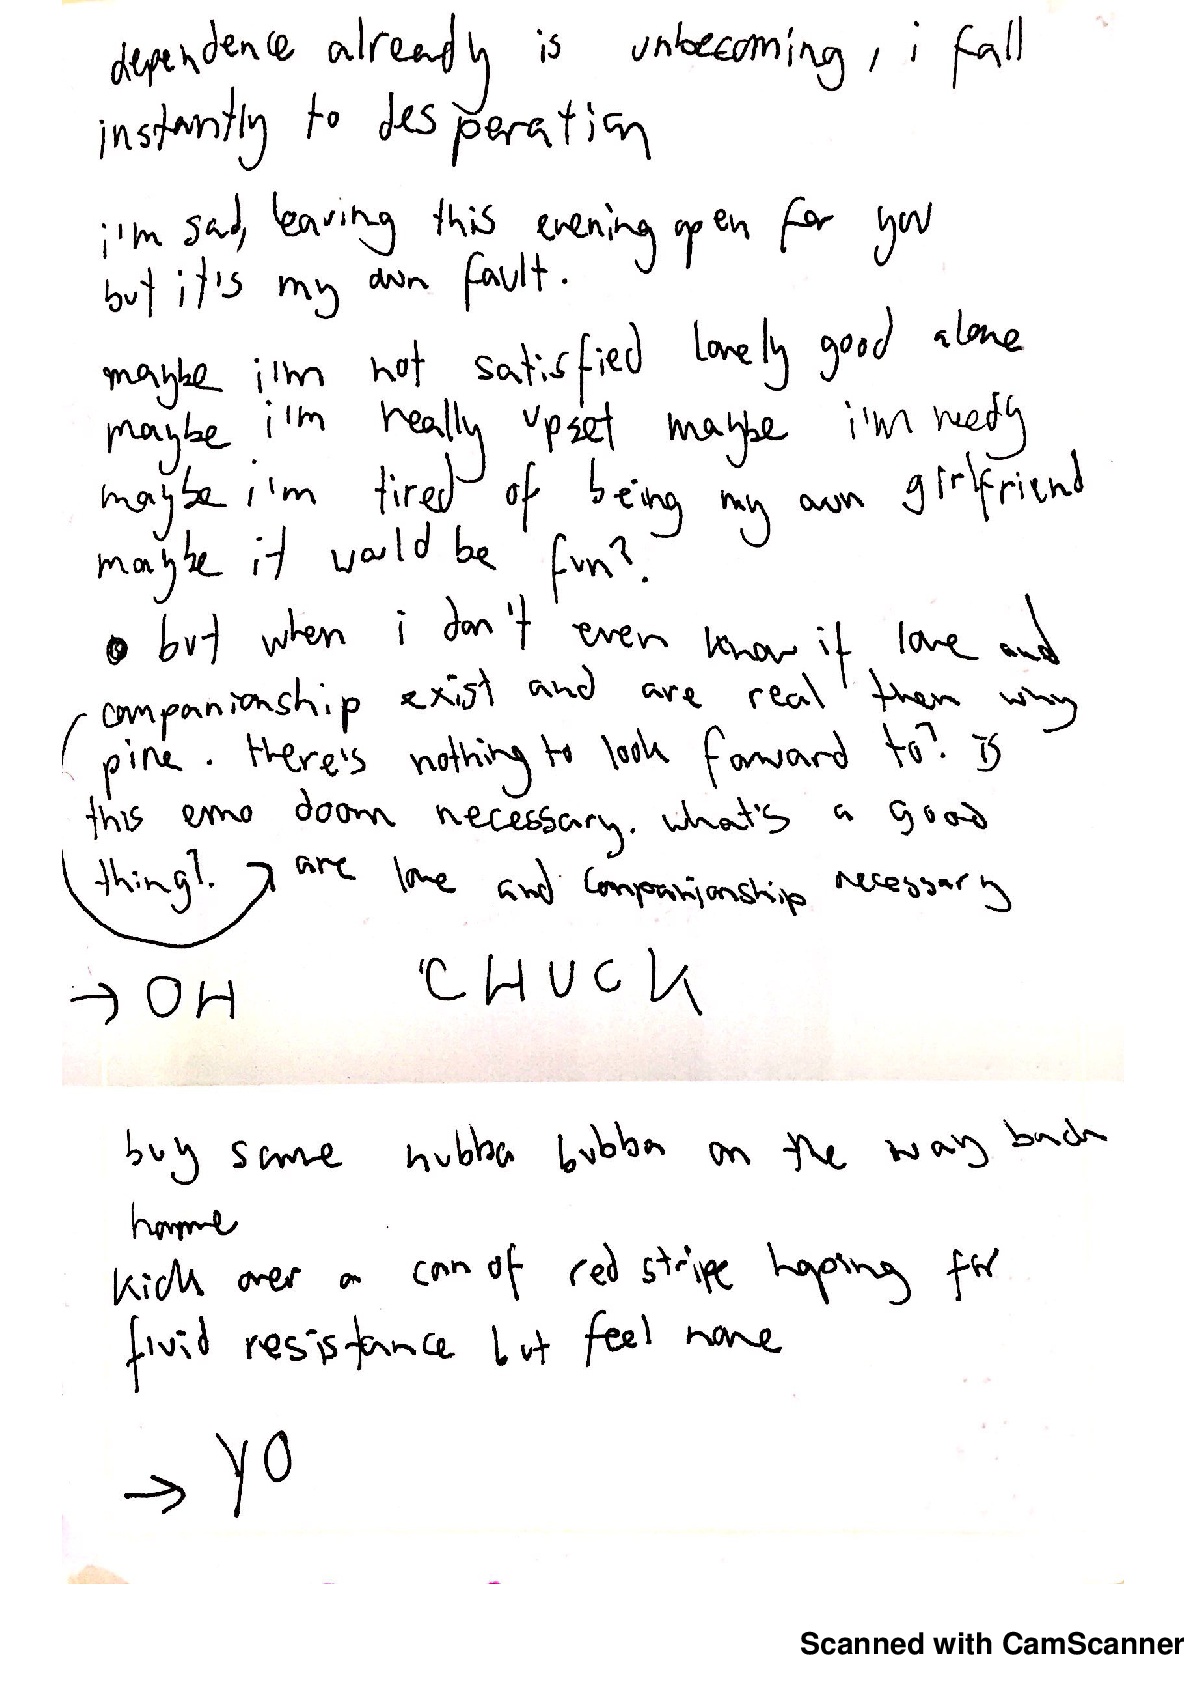 dependence already is unbecoming, i fall
instantly to desperation
i'm sad, leaving this evening open for you
but it's my own fault.
maybe i'm not satisfied lonely good alone
maybe i'm really upset maybe i'm needy
maybe i'm tired of being my own girlfriend
maybe it would be fun?
but when i don't even know if love and
companionship exist and are real then why
pine. there's nothing to look forward to? Is
this emo doom necessary. what's a good
thing?. → are love and companionship necessary
→ OH CHUCK
buy some hubba bubba on the way back
home
kick over a can of red stripe hoping for
fluid resistance but feel none
→ YO
Scanned with CamScanner